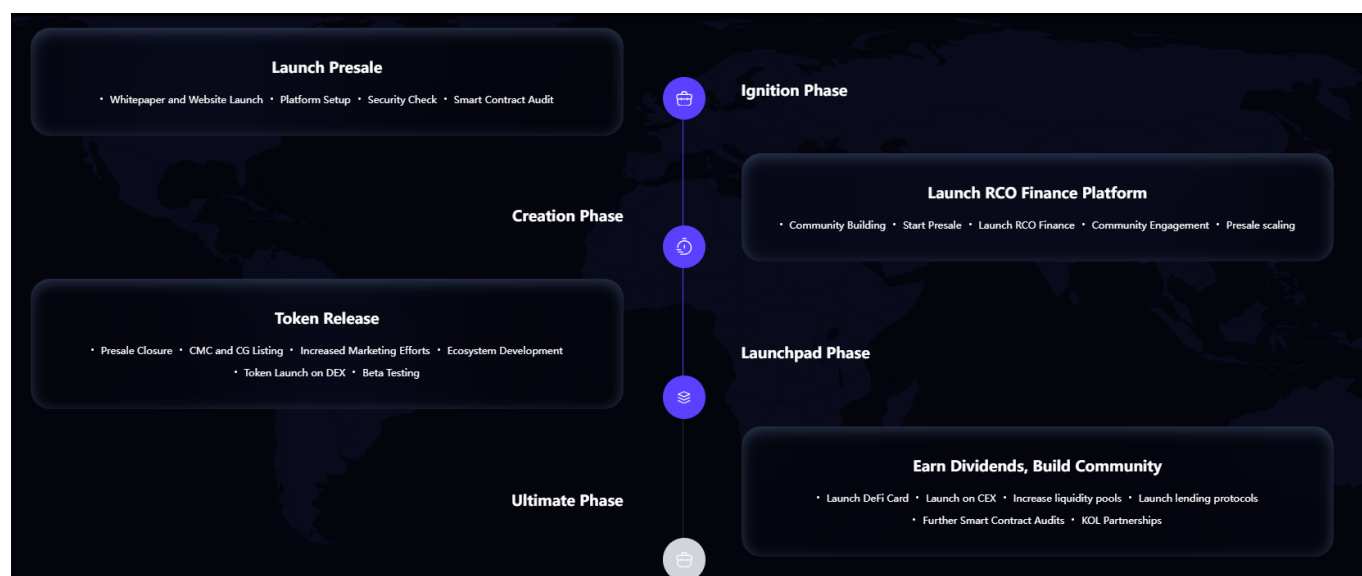 Launch Presale
• Whitepaper and Website Launch • Platform Setup • Security Check • Smart Contract Audit
Ignition Phase
Launch RCO Finance Platform
• Community Building • Start Presale • Launch RCO Finance • Community Engagement • Presale scaling
Creation Phase
Token Release
• Presale Closure • CMC and CG Listing • Increased Marketing Efforts • Ecosystem Development
• Token Launch on DEX • Beta Testing
Launchpad Phase
Earn Dividends, Build Community
• Launch DeFi Card • Launch on CEX • Increase liquidity pools • Launch lending protocols
• Further Smart Contract Audits • KOL Partnerships
Ultimate Phase